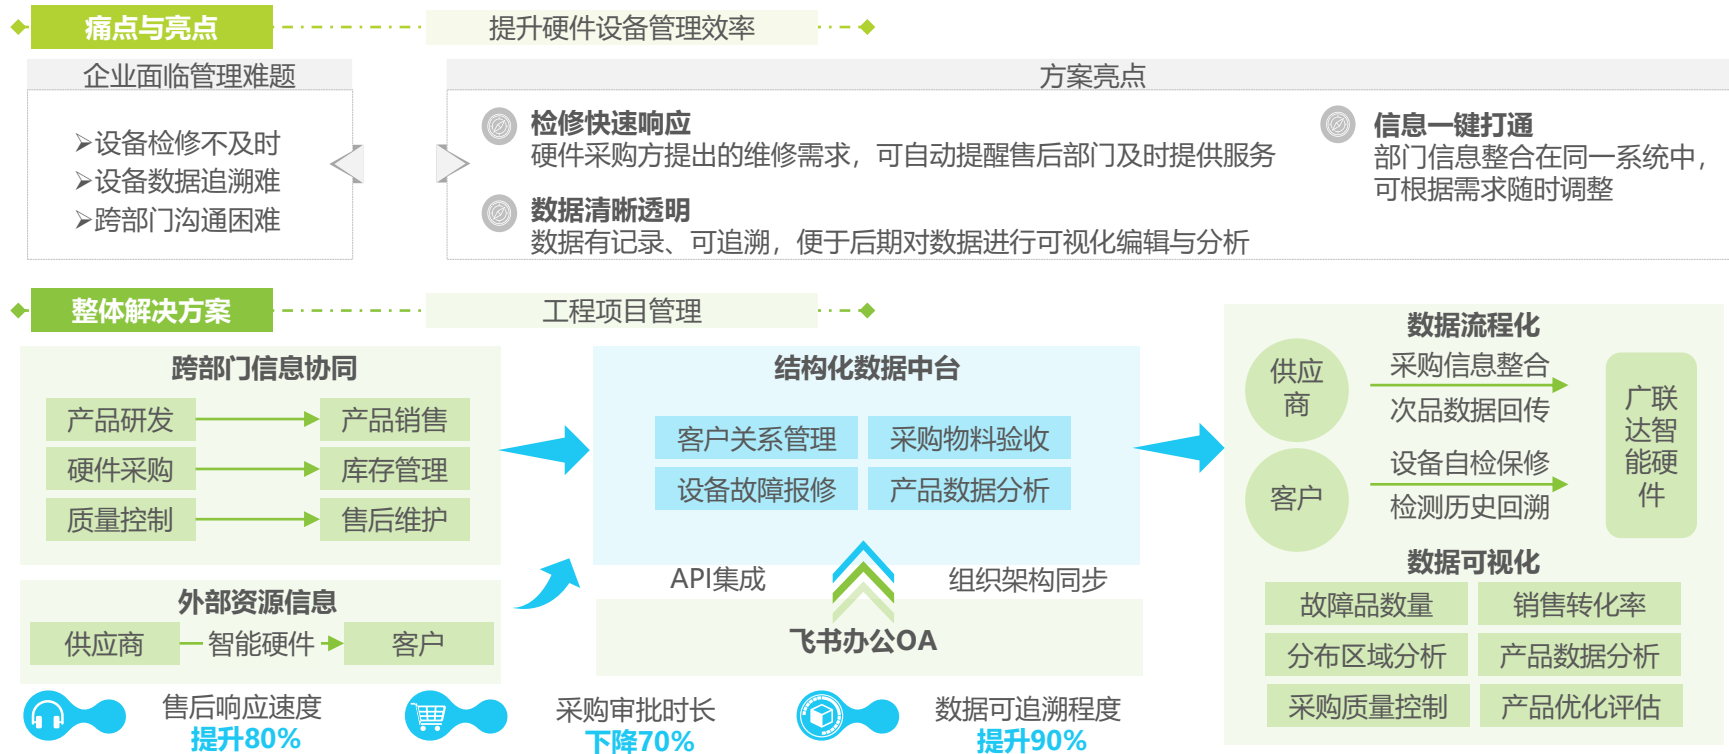 痛点与亮点
提升硬件设备管理效率
企业面临管理难题
➢设备检修不及时
➢设备数据追溯难
➢跨部门沟通困难
方案亮点
检修快速响应
硬件采购方提出的维修需求，可自动提醒售后部门及时提供服务
数据清晰透明
数据有记录、可追溯，便于后期对数据进行可视化编辑与分析
信息一键打通
部门信息整合在同一系统中，
可根据需求随时调整
整体解决方案
工程项目管理
跨部门信息协同
产品研发
产品销售
硬件采购
库存管理
质量控制
售后维护
外部资源信息
供应商
智能硬件
客户
结构化数据中台
客户关系管理
采购物料验收
设备故障报修
产品数据分析
API集成
组织架构同步
飞书办公OA
数据流程化
供应
商
采购信息整合
次品数据回传
客户
设备自检保修
检测历史回溯
广联
达智
能硬
件
数据可视化
故障品数量
销售转化率
分布区域分析
产品数据分析
采购质量控制
产品优化评估
售后响应速度
提升80%
采购审批时长
下降70%
数据可追溯程度
提升90%